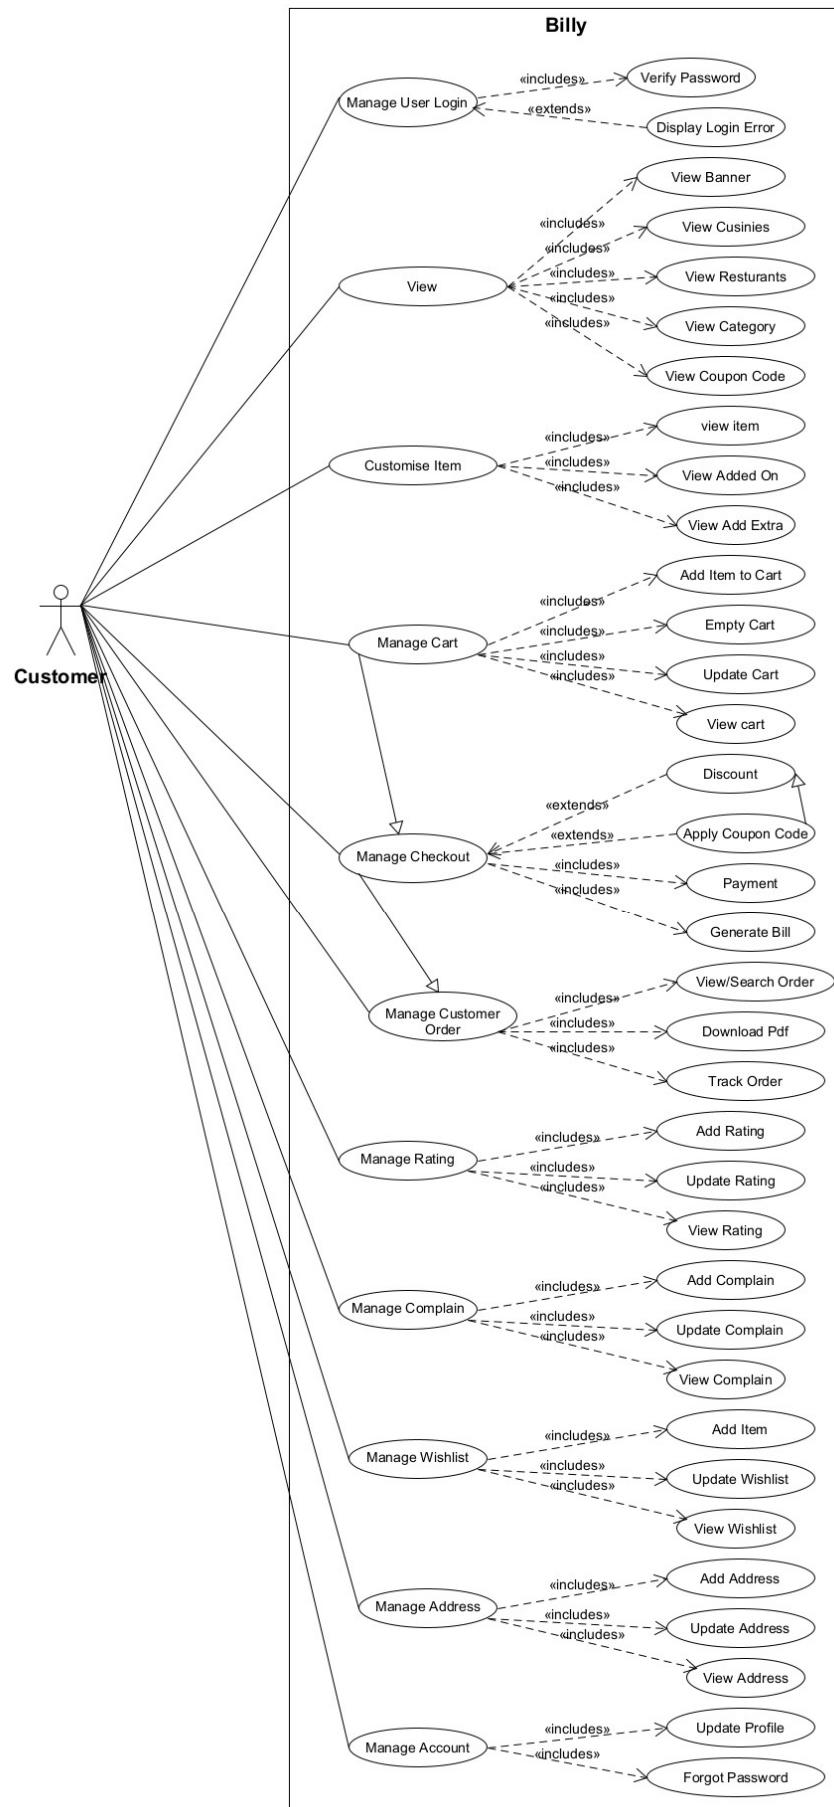 Billy
Manage User Login
«includes»
Verify Password
«extends»
Display Login Error
View
«includes»
View Banner
«includes»
View Cusinies
«includes»
View Resturants
«includes»
View Category
«includes»
View Coupon Code
Customise Item
«includes»
view item
«includes»
View Added On
«includes»
View Add Extra
Customer
Manage Cart
«includes»
Add Item to Cart
«includes»
Empty Cart
«includes»
Update Cart
«includes»
View cart
Manage Checkout
«extends»
Discount
«extends»
Apply Coupon Code
«includes»
Payment
«includes»
Generate Bill
Manage Customer
Order
«includes»
View/Search Order
«includes»
Download Pdf
«includes»
Track Order
Manage Rating
«includes»
Add Rating
«includes»
Update Rating
«includes»
View Rating
Manage Complain
«includes»
Add Complain
«includes»
Update Complain
«includes»
View Complain
Manage Wishlist
«includes»
Add Item
«includes»
Update Wishlist
«includes»
View Wishlist
Manage Address
«includes»
Add Address
«includes»
Update Address
«includes»
View Address
Manage Account
«includes»
Update Profile
«includes»
Forgot Password